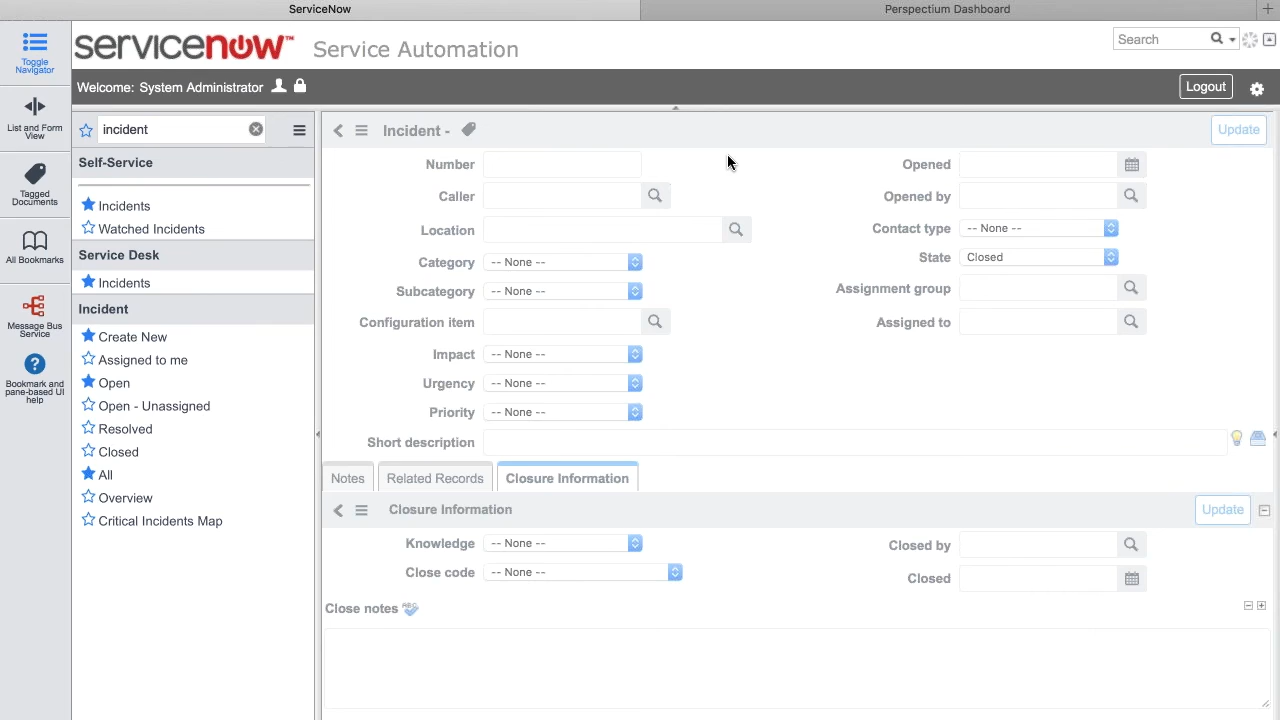 ServiceNow
Perspectium Dashboard
servicenow™ Service Automation
Search
Welcome: System Administrator
Logout
Toggle
Navigator
List and Form
View
Tagged
Documents
All Bookmarks
Message Bus
Service
Bookmark and
pane-based UI
help
incident
Self-Service
Incidents
Watched Incidents
Service Desk
Incidents
Incident
Create New
Assigned to me
Open
Open - Unassigned
Resolved
Closed
All
Overview
Critical Incidents Map
Incident -
Update
Number
Caller
Location
Category -- None --
Subcategory -- None --
Configuration item
Impact -- None --
Urgency -- None --
Priority -- None --
Short description
Opened
Opened by
Contact type -- None --
State Closed
Assignment group
Assigned to
Notes Related Records Closure Information
Closure Information
Update
Knowledge -- None --
Close code -- None --
Closed by
Closed
Close notes